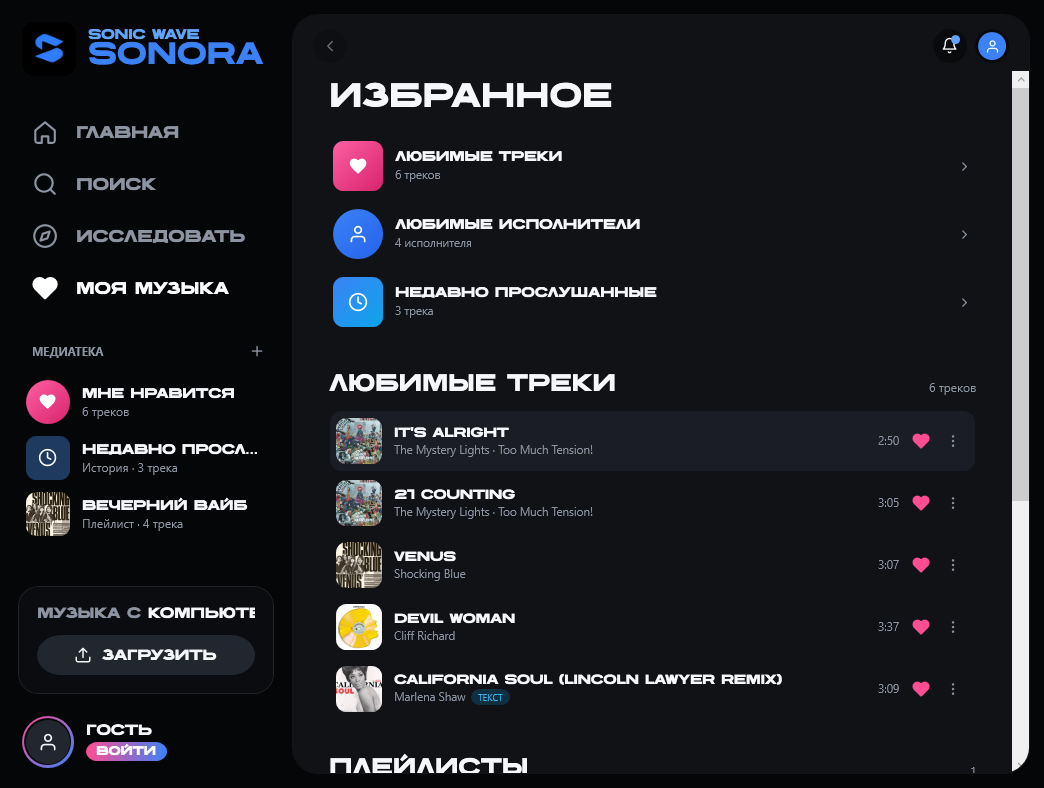 SONIC WAVE
SONORA
ГЛАВНАЯ
ПОИСК
ИССЛЕДОВАТЬ
МОЯ МУЗЫКА
МЕДИАТЕКА
МНЕ НРАВИТСЯ
6 треков
НЕДАВНО ПРОСЛ...
История · 3 трека
ВЕЧЕРНИЙ ВАЙБ
Плейлист · 4 трека
МУЗЫКА С КОМПЬЮТЕ
ЗАГРУЗИТЬ
ГОСТЬ
ВОЙТИ
ИЗБРАННОЕ
ЛЮБИМЫЕ ТРЕКИ
6 треков
ЛЮБИМЫЕ ИСПОЛНИТЕЛИ
4 исполнителя
НЕДАВНО ПРОСЛУШАННЫЕ
3 трека
ЛЮБИМЫЕ ТРЕКИ
6 треков
IT'S ALRIGHT
The Mystery Lights · Too Much Tension!
2:50
21 COUNTING
The Mystery Lights · Too Much Tension!
3:05
SHOCKING BLUE VENUS
VENUS
Shocking Blue
3:07
DEVIL WOMAN
Cliff Richard
3:37
CALIFORNIA SOUL (LINCOLN LAWYER REMIX)
Marlena Shaw ТЕКСТ
3:09
ПЛЕЙЛИСТЫ
1